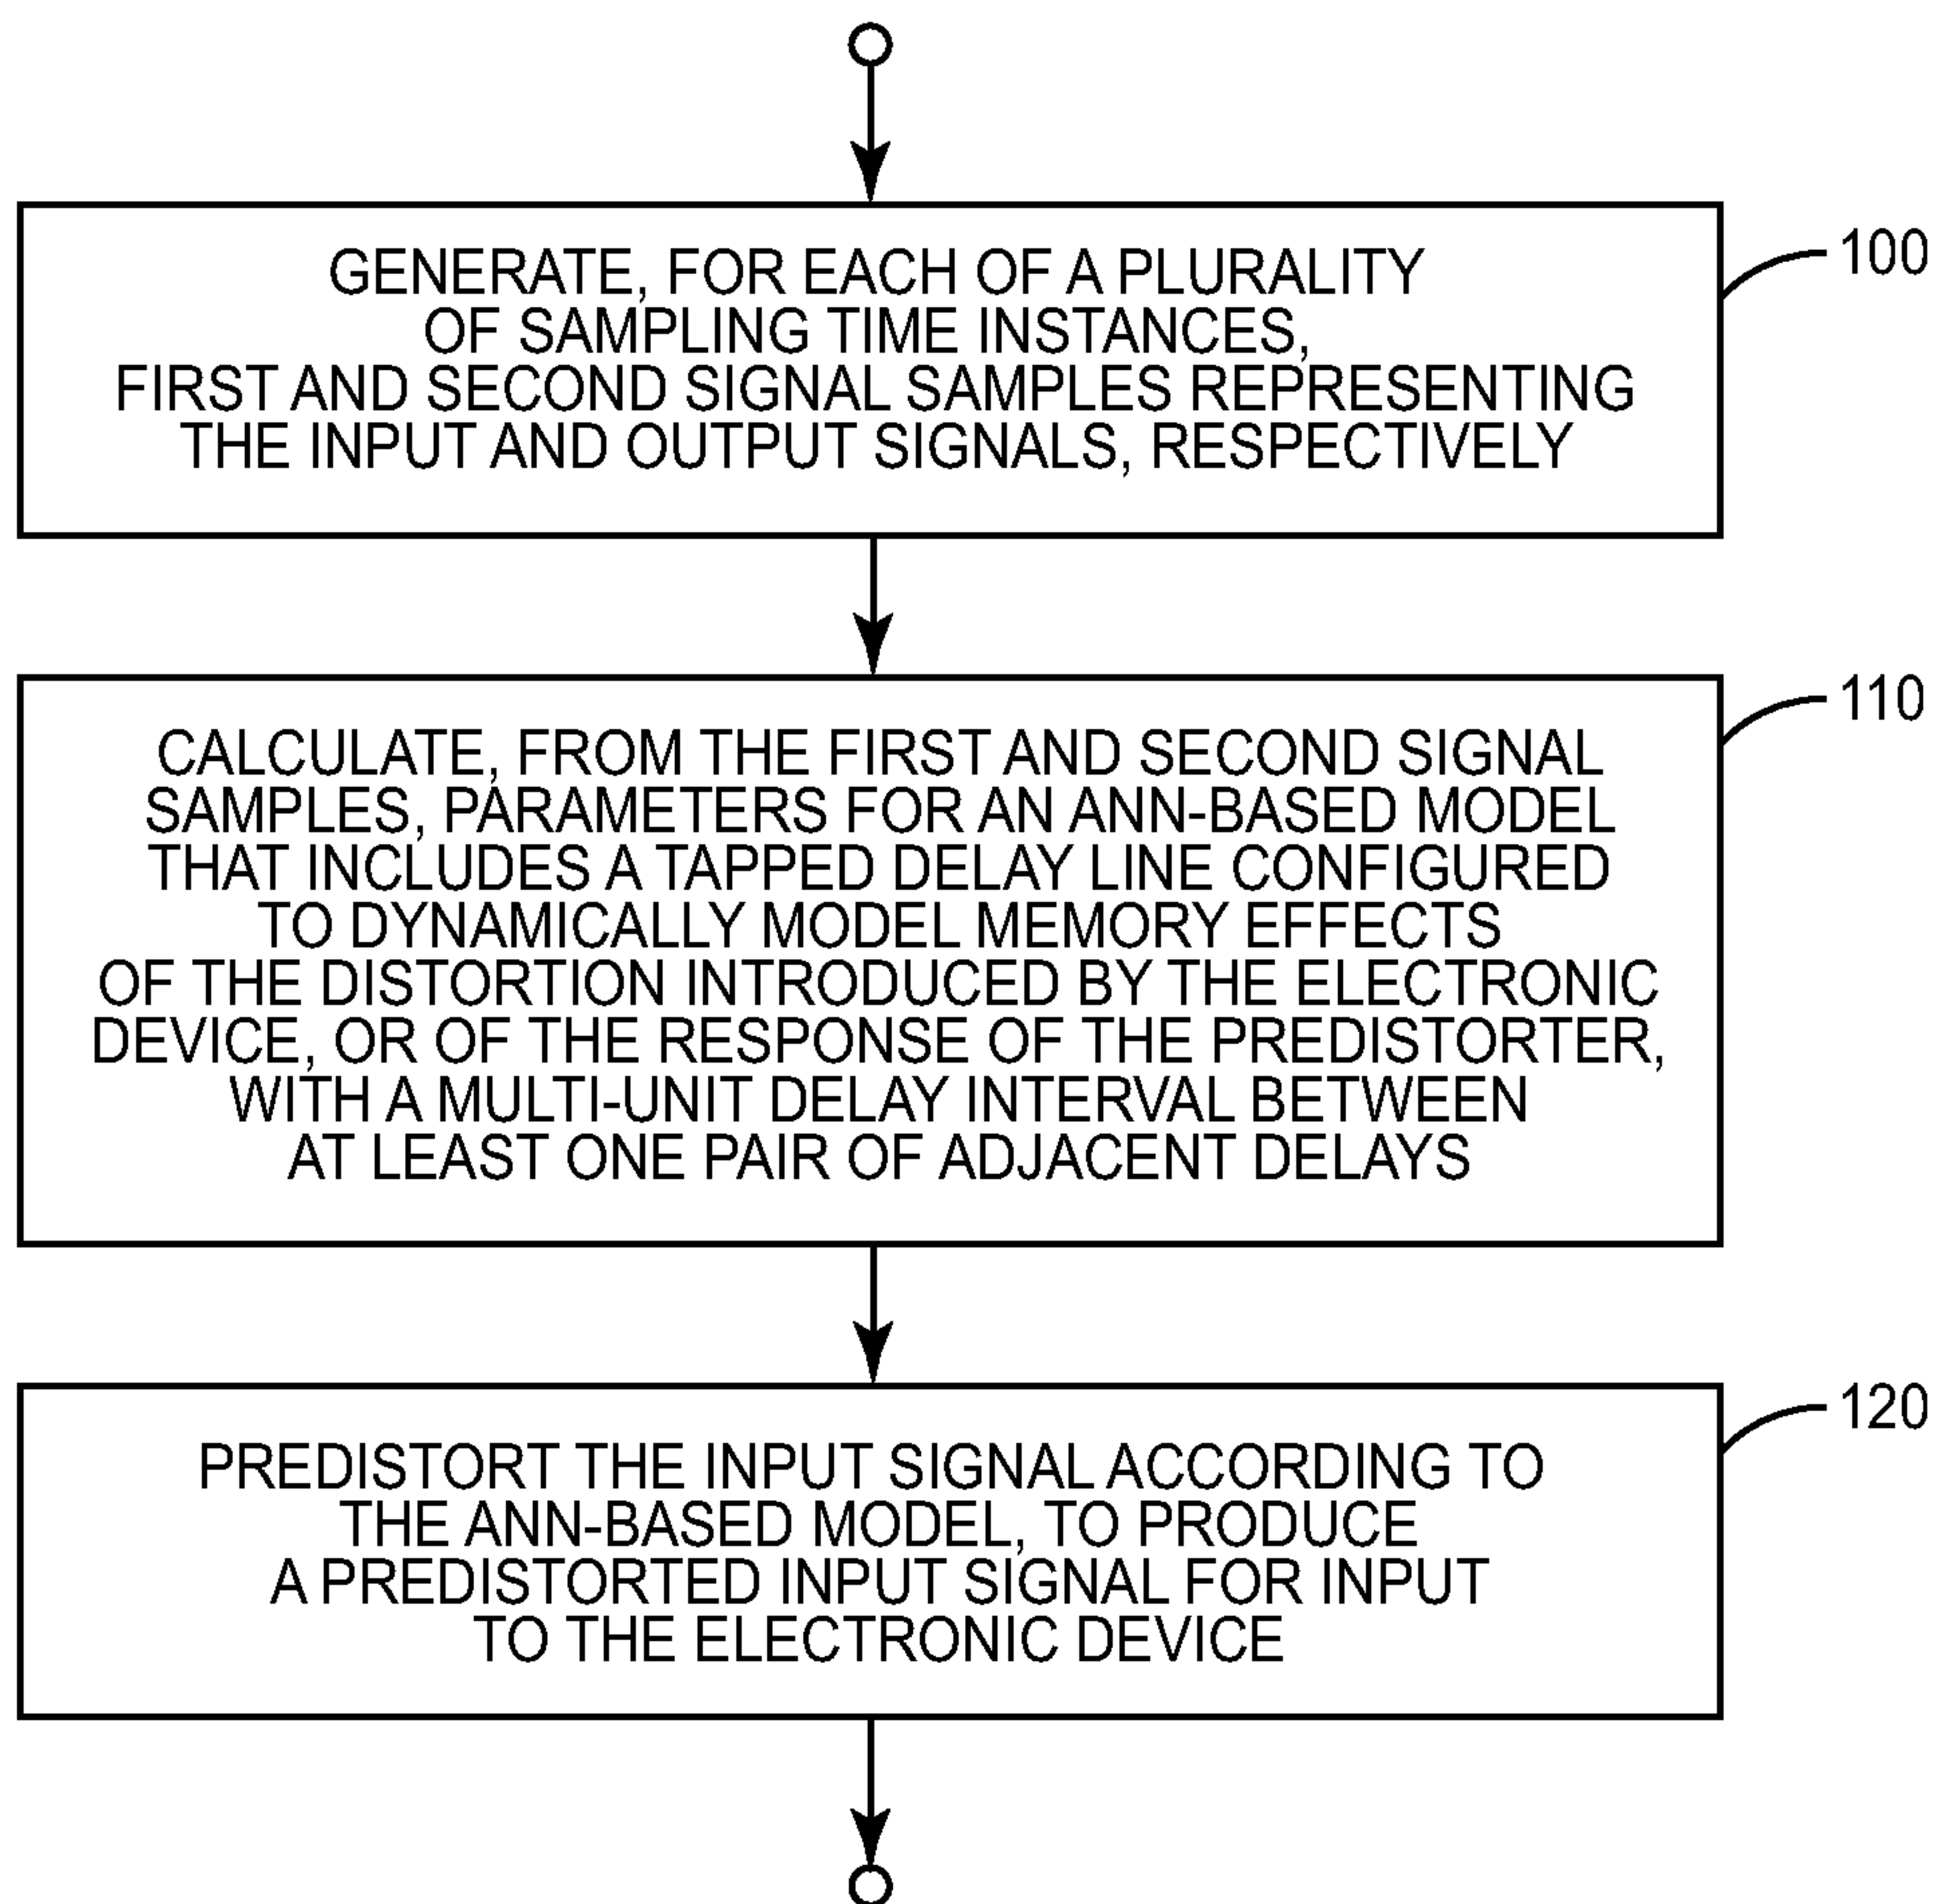 GENERATE, FOR EACH OF A PLURALITY
OF SAMPLING TIME INSTANCES,
FIRST AND SECOND SIGNAL SAMPLES REPRESENTING
THE INPUT AND OUTPUT SIGNALS, RESPECTIVELY
100
CALCULATE, FROM THE FIRST AND SECOND SIGNAL
SAMPLES, PARAMETERS FOR AN ANN-BASED MODEL
THAT INCLUDES A TAPPED DELAY LINE CONFIGURED
TO DYNAMICALLY MODEL MEMORY EFFECTS
OF THE DISTORTION INTRODUCED BY THE ELECTRONIC
DEVICE, OR OF THE RESPONSE OF THE PREDISTORTER,
WITH A MULTI-UNIT DELAY INTERVAL BETWEEN
AT LEAST ONE PAIR OF ADJACENT DELAYS
110
PREDISTORT THE INPUT SIGNAL ACCORDING TO
THE ANN-BASED MODEL, TO PRODUCE
A PREDISTORTED INPUT SIGNAL FOR INPUT
TO THE ELECTRONIC DEVICE
120